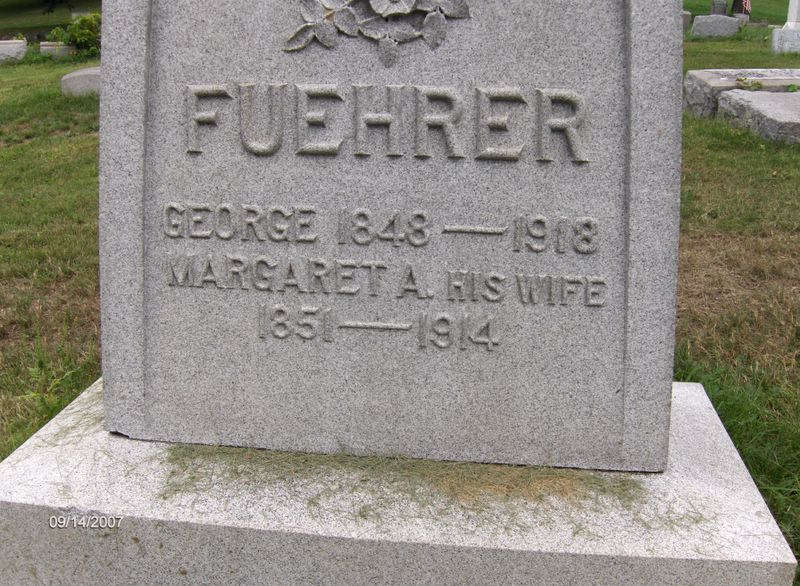 FUEHRER
GEORGE 1848 — 1918
MARGARET A. HIS WIFE
1851 — 1914
09/14/2007